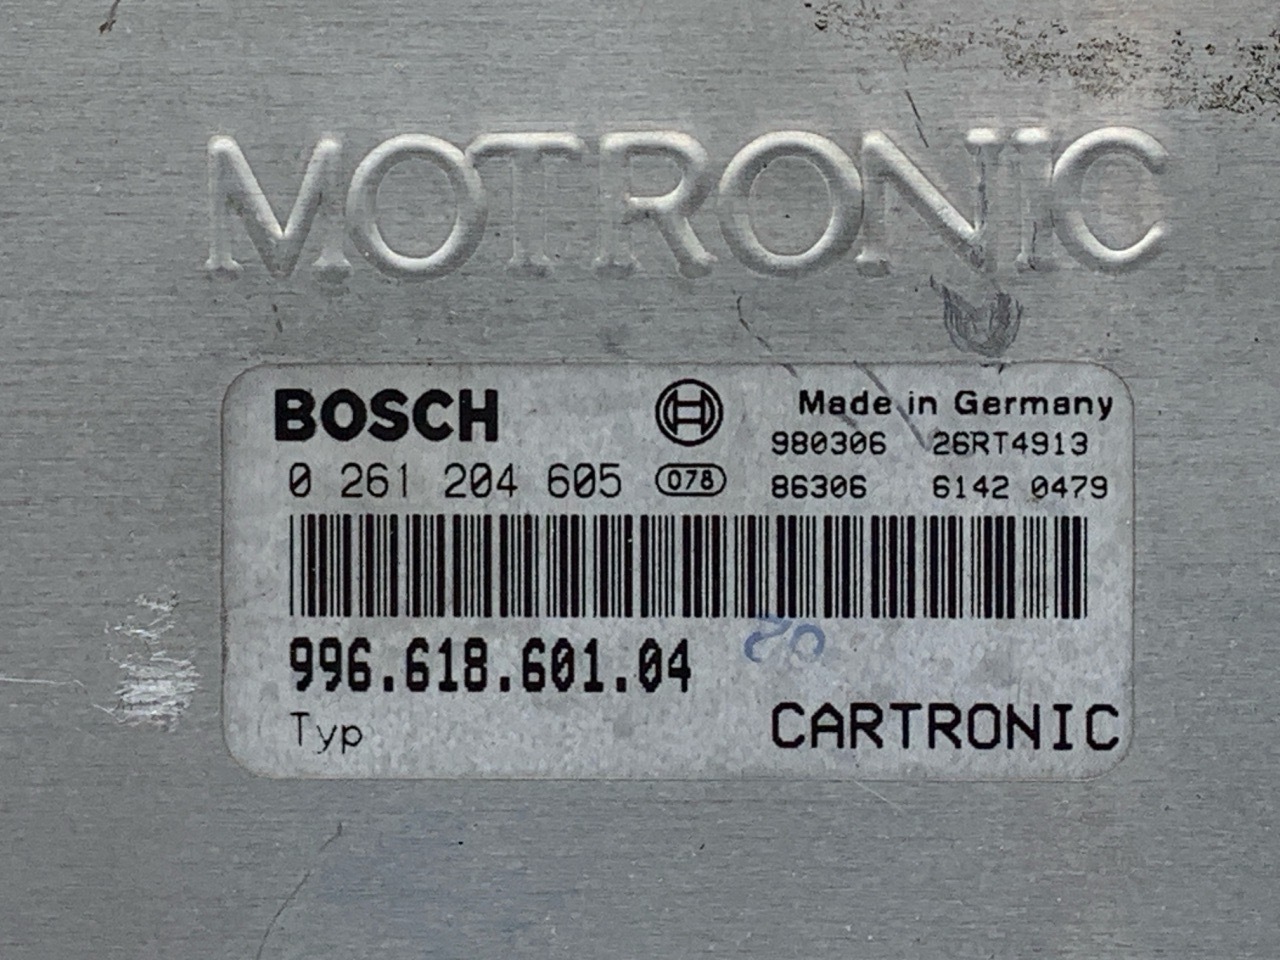 MOTRONIC
BOSCH
Made in Germany
980306 26RT4913
0 261 204 605 078 86306 6142 0479
996.618.601.04
Typ CARTRONIC